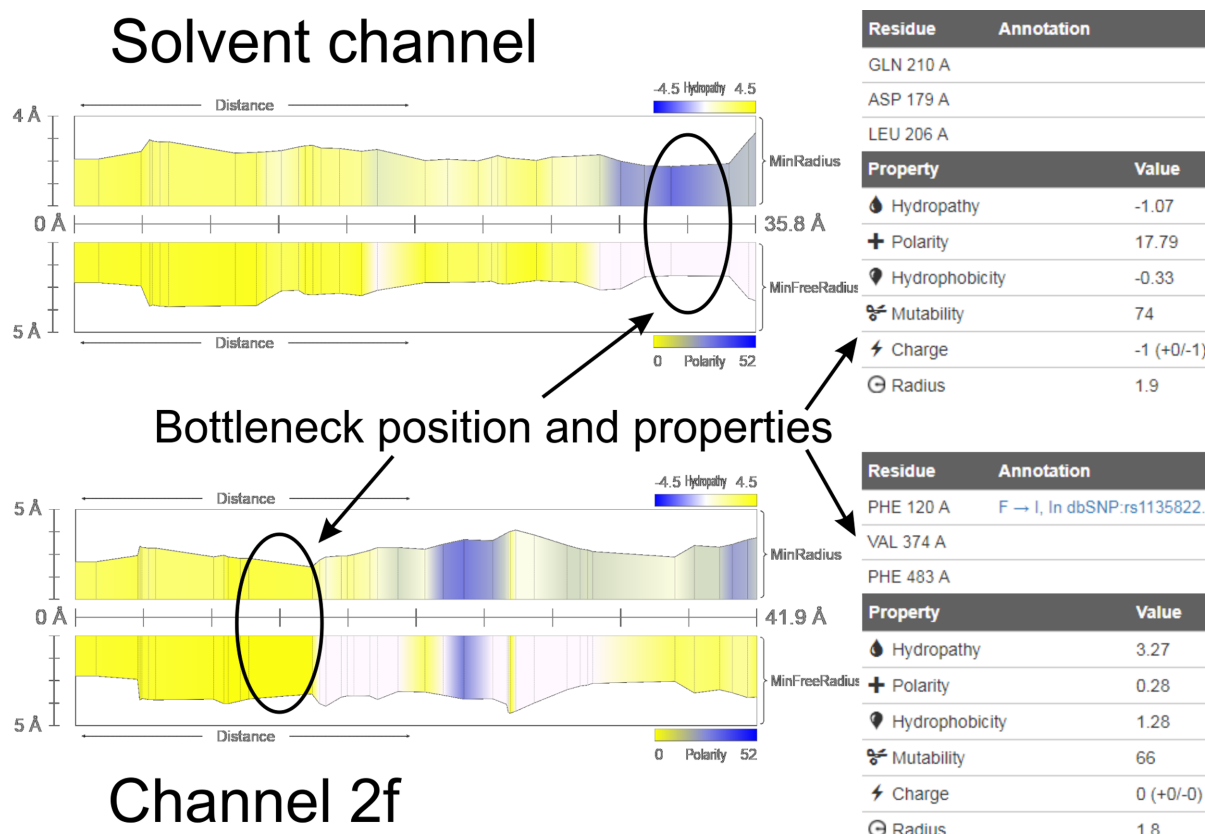 Solvent channel
Distance
-4.5 Hydropathy 4.5
4 Å
MinRadius
0 Å
35.8 Å
MinFreeRadius
5 Å
Distance
0 Polarity 52
Residue Annotation
GLN 210 A
ASP 179 A
LEU 206 A
Property Value
Hydropathy -1.07
Polarity 17.79
Hydrophobicity -0.33
Mutability 74
Charge -1 (+0/-1)
Radius 1.9
Bottleneck position and properties
Distance
-4.5 Hydropathy 4.5
5 Å
MinRadius
0 Å
41.9 Å
MinFreeRadius
5 Å
Distance
0 Polarity 52
Channel 2f
Residue Annotation
PHE 120 A F → I, In dbSNP:rs1135822.
VAL 374 A
PHE 483 A
Property Value
Hydropathy 3.27
Polarity 0.28
Hydrophobicity 1.28
Mutability 66
Charge 0 (+0/-0)
Radius 1.8